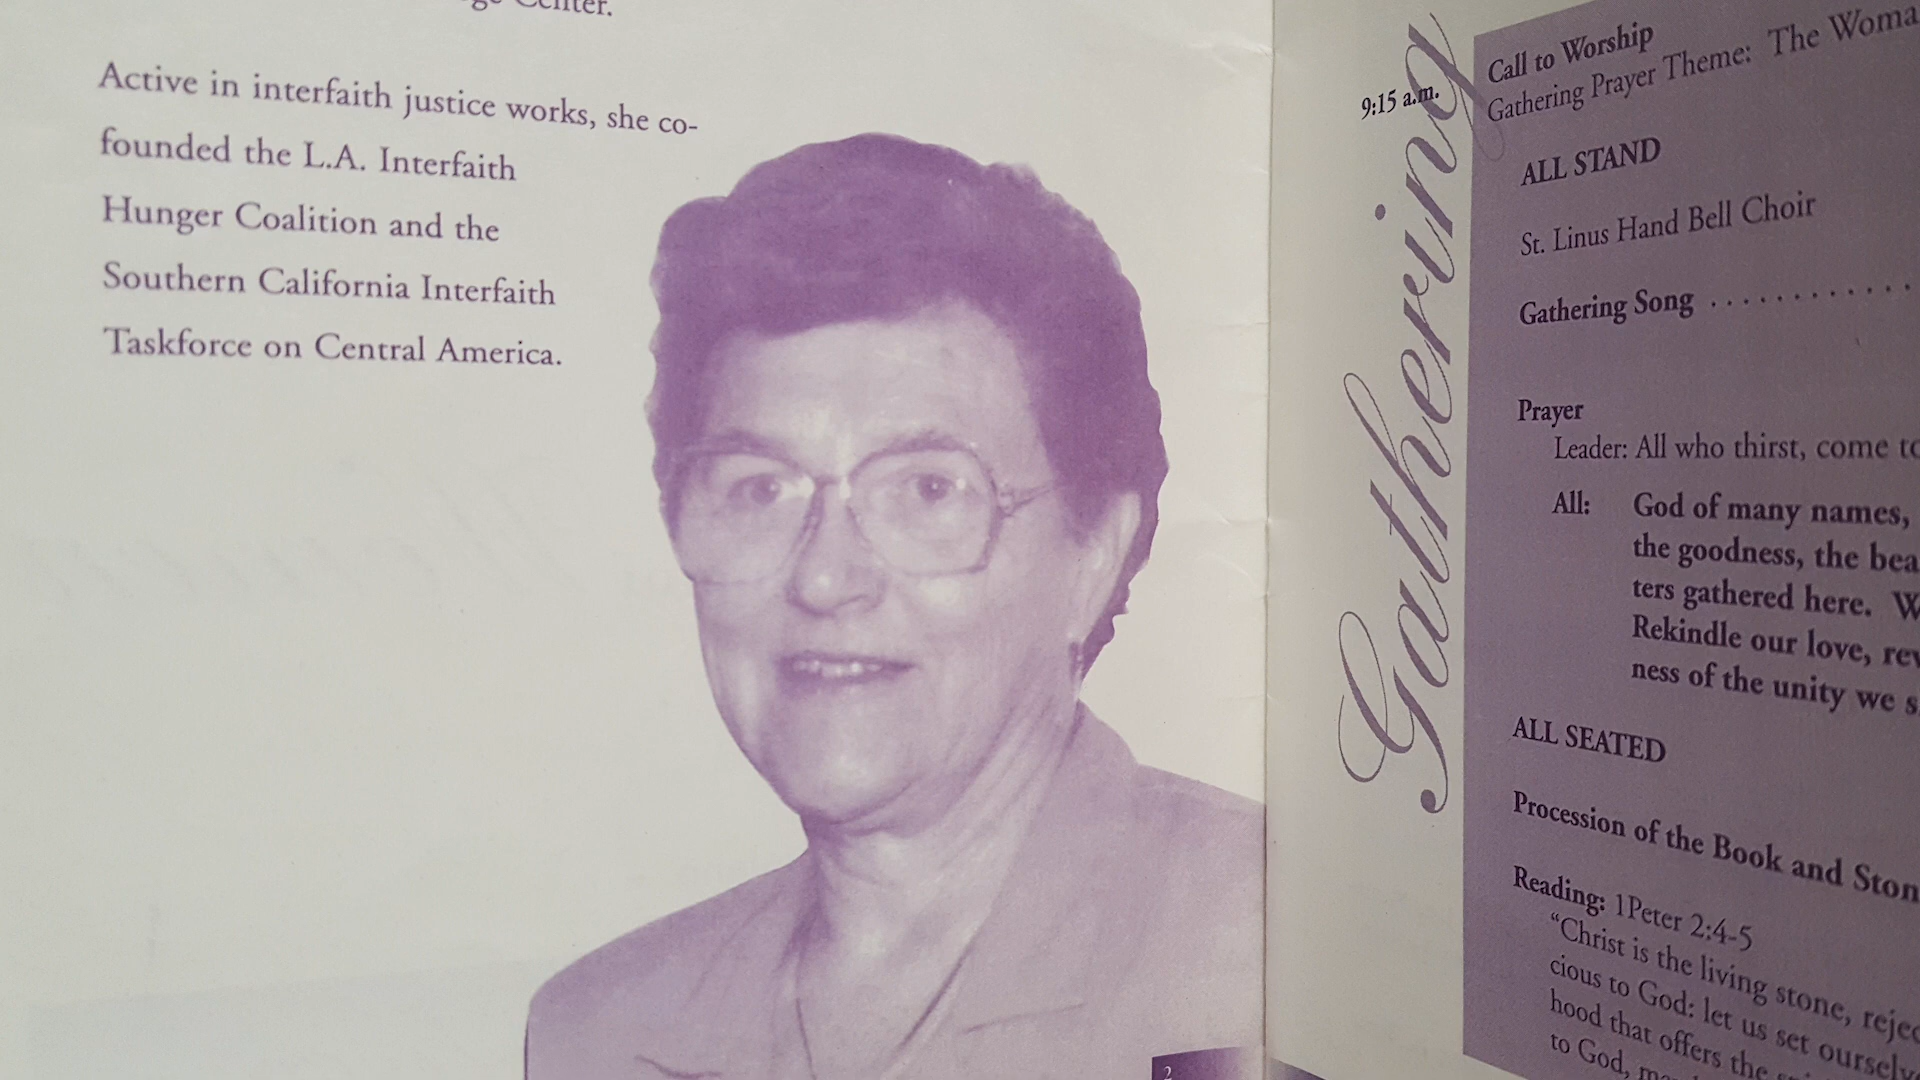 Center.
Active in interfaith justice works, she co-
founded the L.A. Interfaith
Hunger Coalition and the
Southern California Interfaith
Taskforce on Central America.
2
Gathering
9:15 a.m.
Call to Worship
Gathering Prayer Theme: The
ALL STAND
St. Linus Hand Bell Choir
Gathering Song . . . . . . . . . . . .
Prayer
Leader: All who thirst, come
All: God of many names,
the goodness, the
ters gathered here.
Rekindle our love,
ness of the unity we
ALL SEATED
Procession of the Book and
Reading: 1Peter 2:4-5
“Christ is the living stone,
cious to God: let us set
hood that offers the
to God,